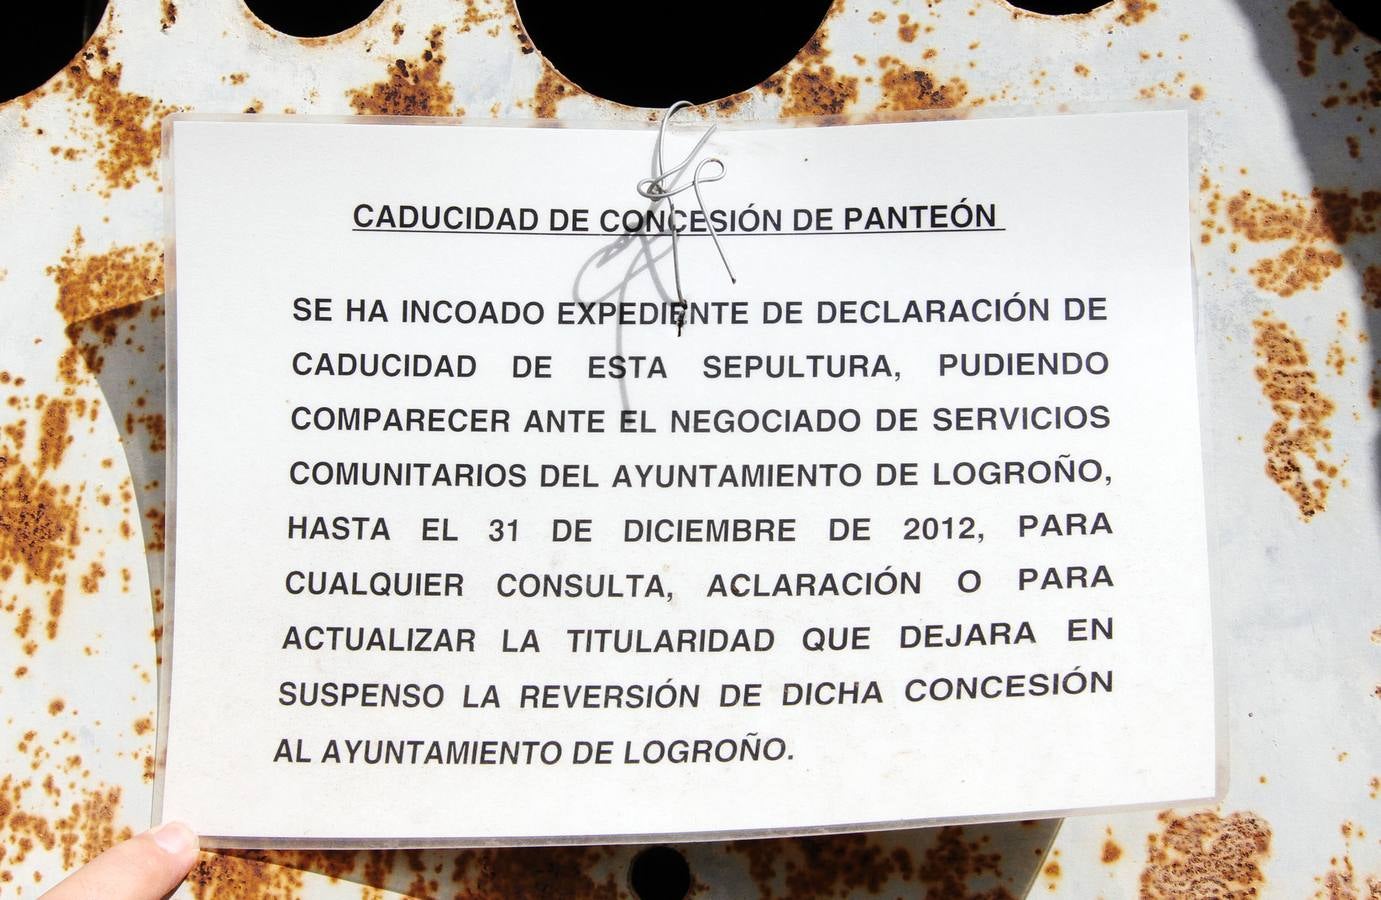 CADUCIDAD DE CONCESIÓN DE PANTEÓN
SE HA INCOADO EXPEDIENTE DE DECLARACIÓN DE
CADUCIDAD DE ESTA SEPULTURA, PUDIENDO
COMPARECER ANTE EL NEGOCIADO DE SERVICIOS
COMUNITARIOS DEL AYUNTAMIENTO DE LOGROÑO,
HASTA EL 31 DE DICIEMBRE DE 2012, PARA
CUALQUIER CONSULTA, ACLARACIÓN O PARA
ACTUALIZAR LA TITULARIDAD QUE DEJARA EN
SUSPENSO LA REVERSIÓN DE DICHA CONCESIÓN
AL AYUNTAMIENTO DE LOGROÑO.